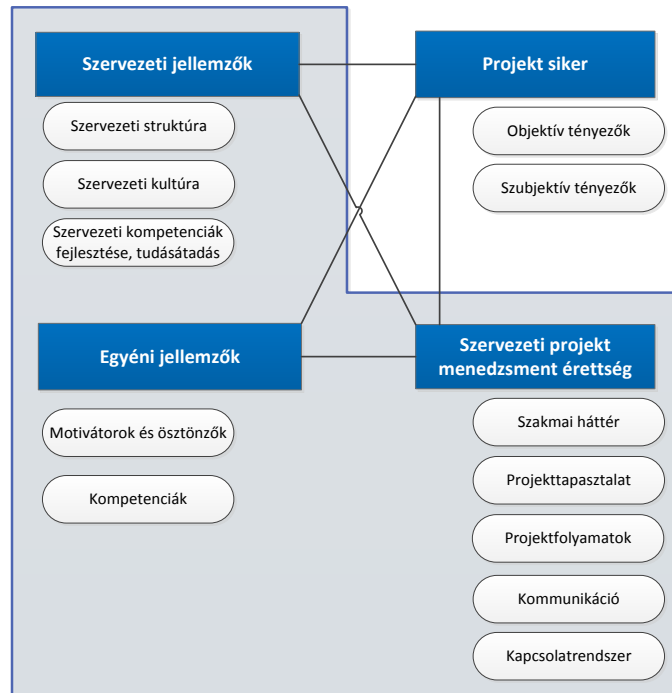 Szervezeti jellemzők
Szervezeti struktúra
Szervezeti kultúra
Szervezeti kompetenciák
fejlesztése, tudásátadás
Projekt siker
Objektív tényezők
Szubjektív tényezők
Egyéni jellemzők
Motivátorok és ösztönzők
Kompetenciák
Szervezeti projekt
menedzsment érettség
Szakmai háttér
Projekttapasztalat
Projektfolyamatok
Kommunikáció
Kapcsolatrendszer